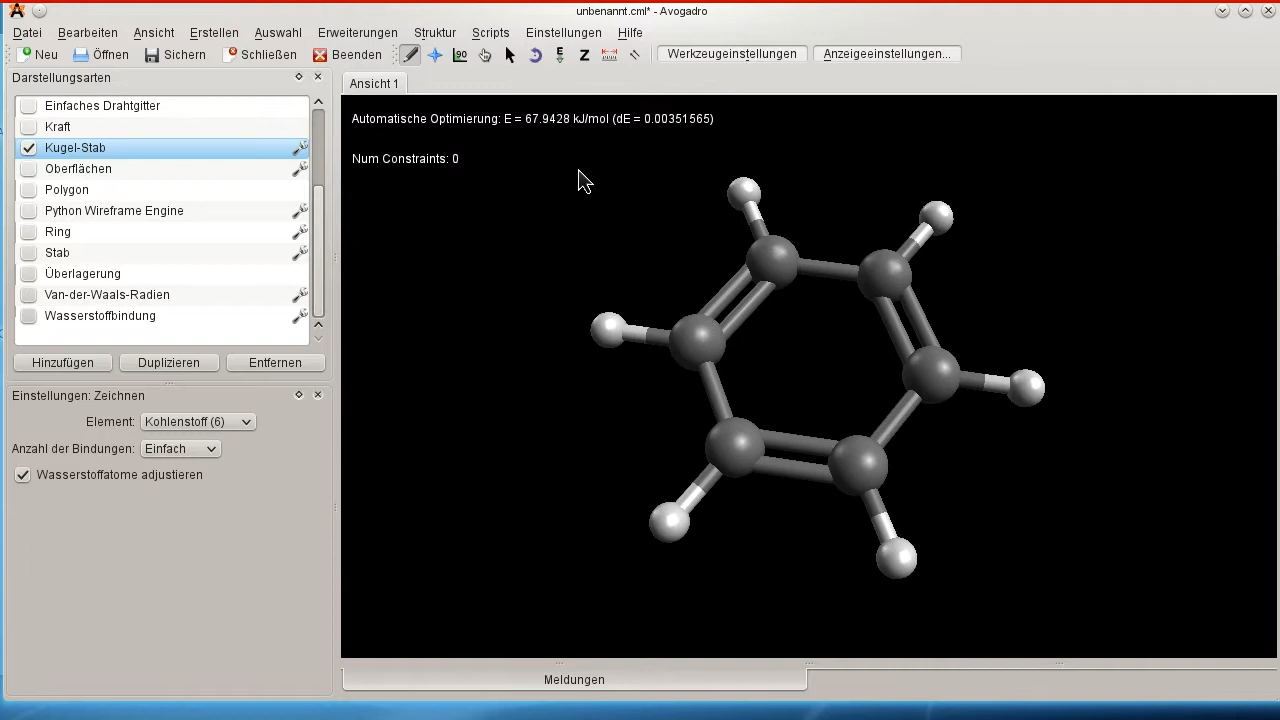 unbenannt.cml* - Avogadro
Datei Bearbeiten Ansicht Erstellen Auswahl Erweiterungen Struktur Scripts Einstellungen Hilfe
Neu Öffnen Sichern Schließen Beenden 90 E Z Werkzeugeinstellungen Anzeigeeinstellungen...
Darstellungsarten
Ansicht 1
Einfaches Drahtgitter
Kraft
Kugel-Stab
Oberflächen
Polygon
Python Wireframe Engine
Ring
Stab
Überlagerung
Van-der-Waals-Radien
Wasserstoffbindung
Hinzufügen Duplizieren Entfernen
Einstellungen: Zeichnen
Element: Kohlenstoff (6)
Anzahl der Bindungen: Einfach
Wasserstoffatome adjustieren
Automatische Optimierung: E = 67.9428 kJ/mol (dE = 0.00351565)
Num Constraints: 0
Meldungen